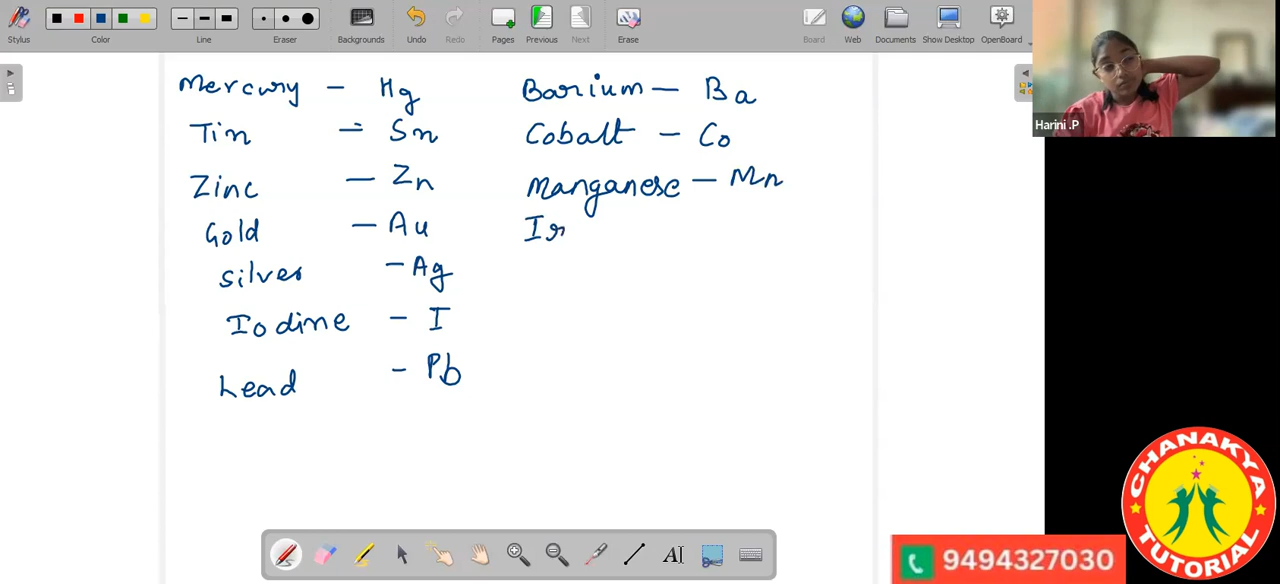 Stylus
Color
Line
Eraser
Backgrounds
Undo
Redo
Pages
Previous
Next
Erase
Board
Web
Documents
Show Desktop
OpenBoard
Harini .P
Mercury - Hg
Tin - Sn
Zinc - Zn
Gold - Au
Silver - Ag
Iodine - I
Lead - Pb
Barium - Ba
Cobalt - Co
Manganese - Mn
Ir
CHANAKYA
TUTORIAL
9494327030